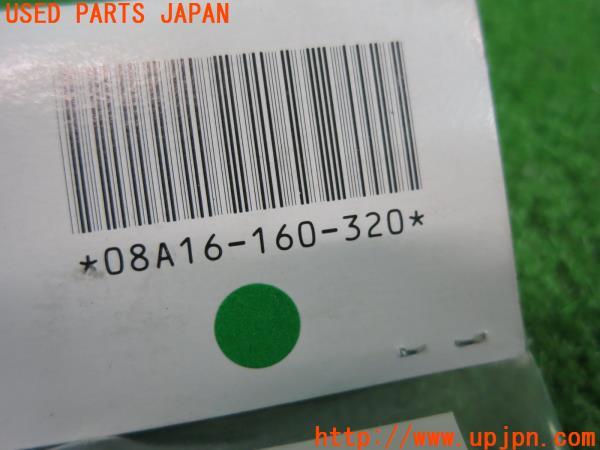 USED PARTS JAPAN
*08A16-160-320*
http://www.upjpn.com